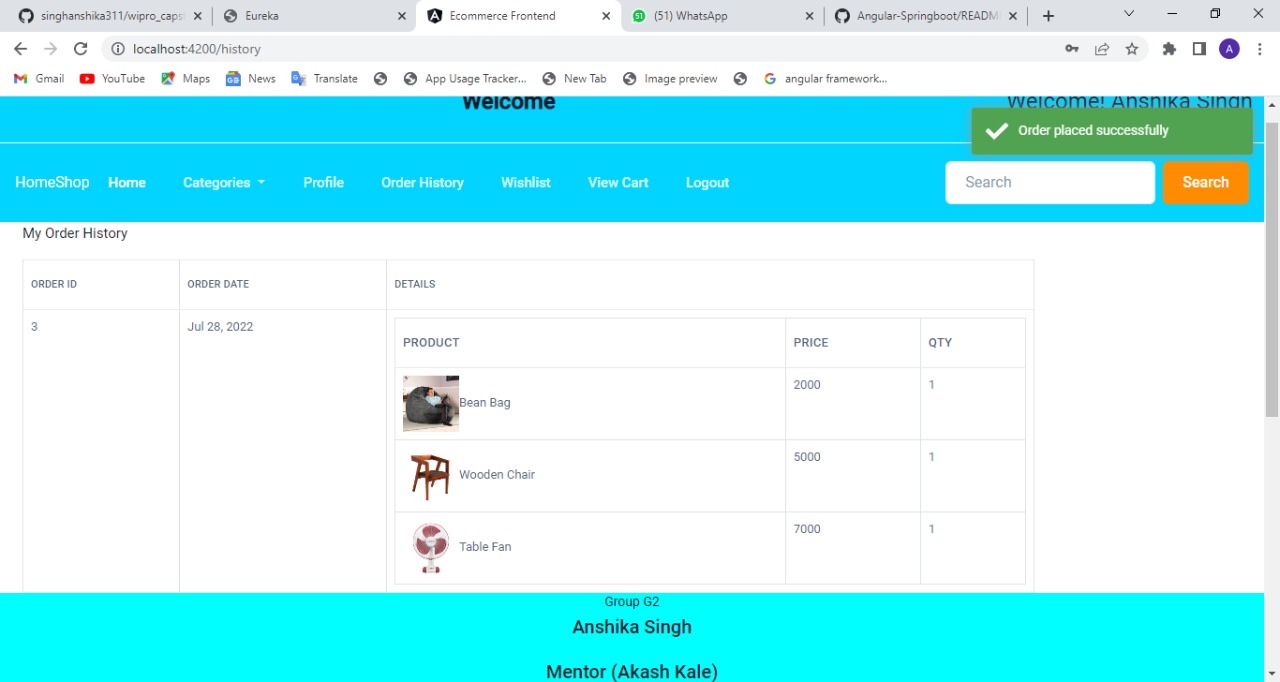 singhanshika311/wipro_caps
Eureka
Ecommerce Frontend
(51) WhatsApp
Angular-Springboot/READM
localhost:4200/history
A
Gmail
YouTube
Maps
News
Translate
App Usage Tracker...
New Tab
Image preview
angular framework...
Welcome
Welcome! Anshika Singh
Order placed successfully
HomeShop Home Categories Profile Order History Wishlist View Cart Logout
Search
Search
My Order History
ORDER ID ORDER DATE DETAILS
3 Jul 28, 2022
PRODUCT PRICE QTY
Bean Bag 2000 1
Wooden Chair 5000 1
Table Fan 7000 1
Group G2
Anshika Singh
Mentor (Akash Kale)